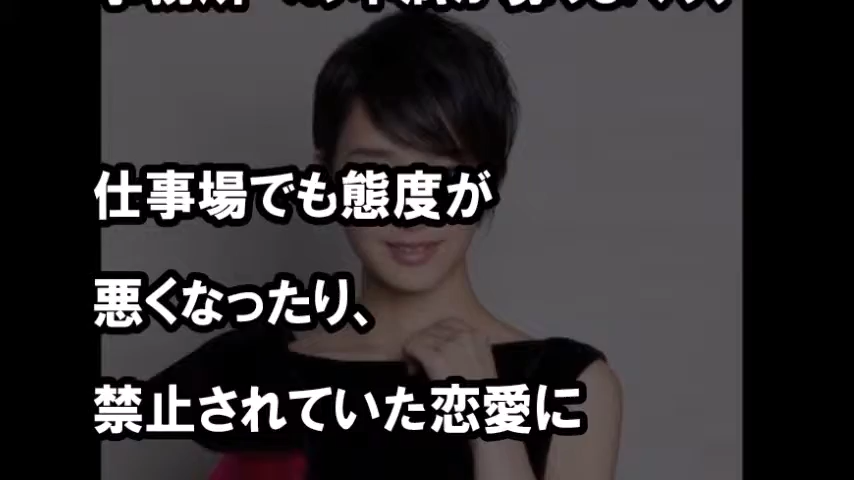 仕事場でも態度が
悪くなったり、
禁止されていた恋愛に